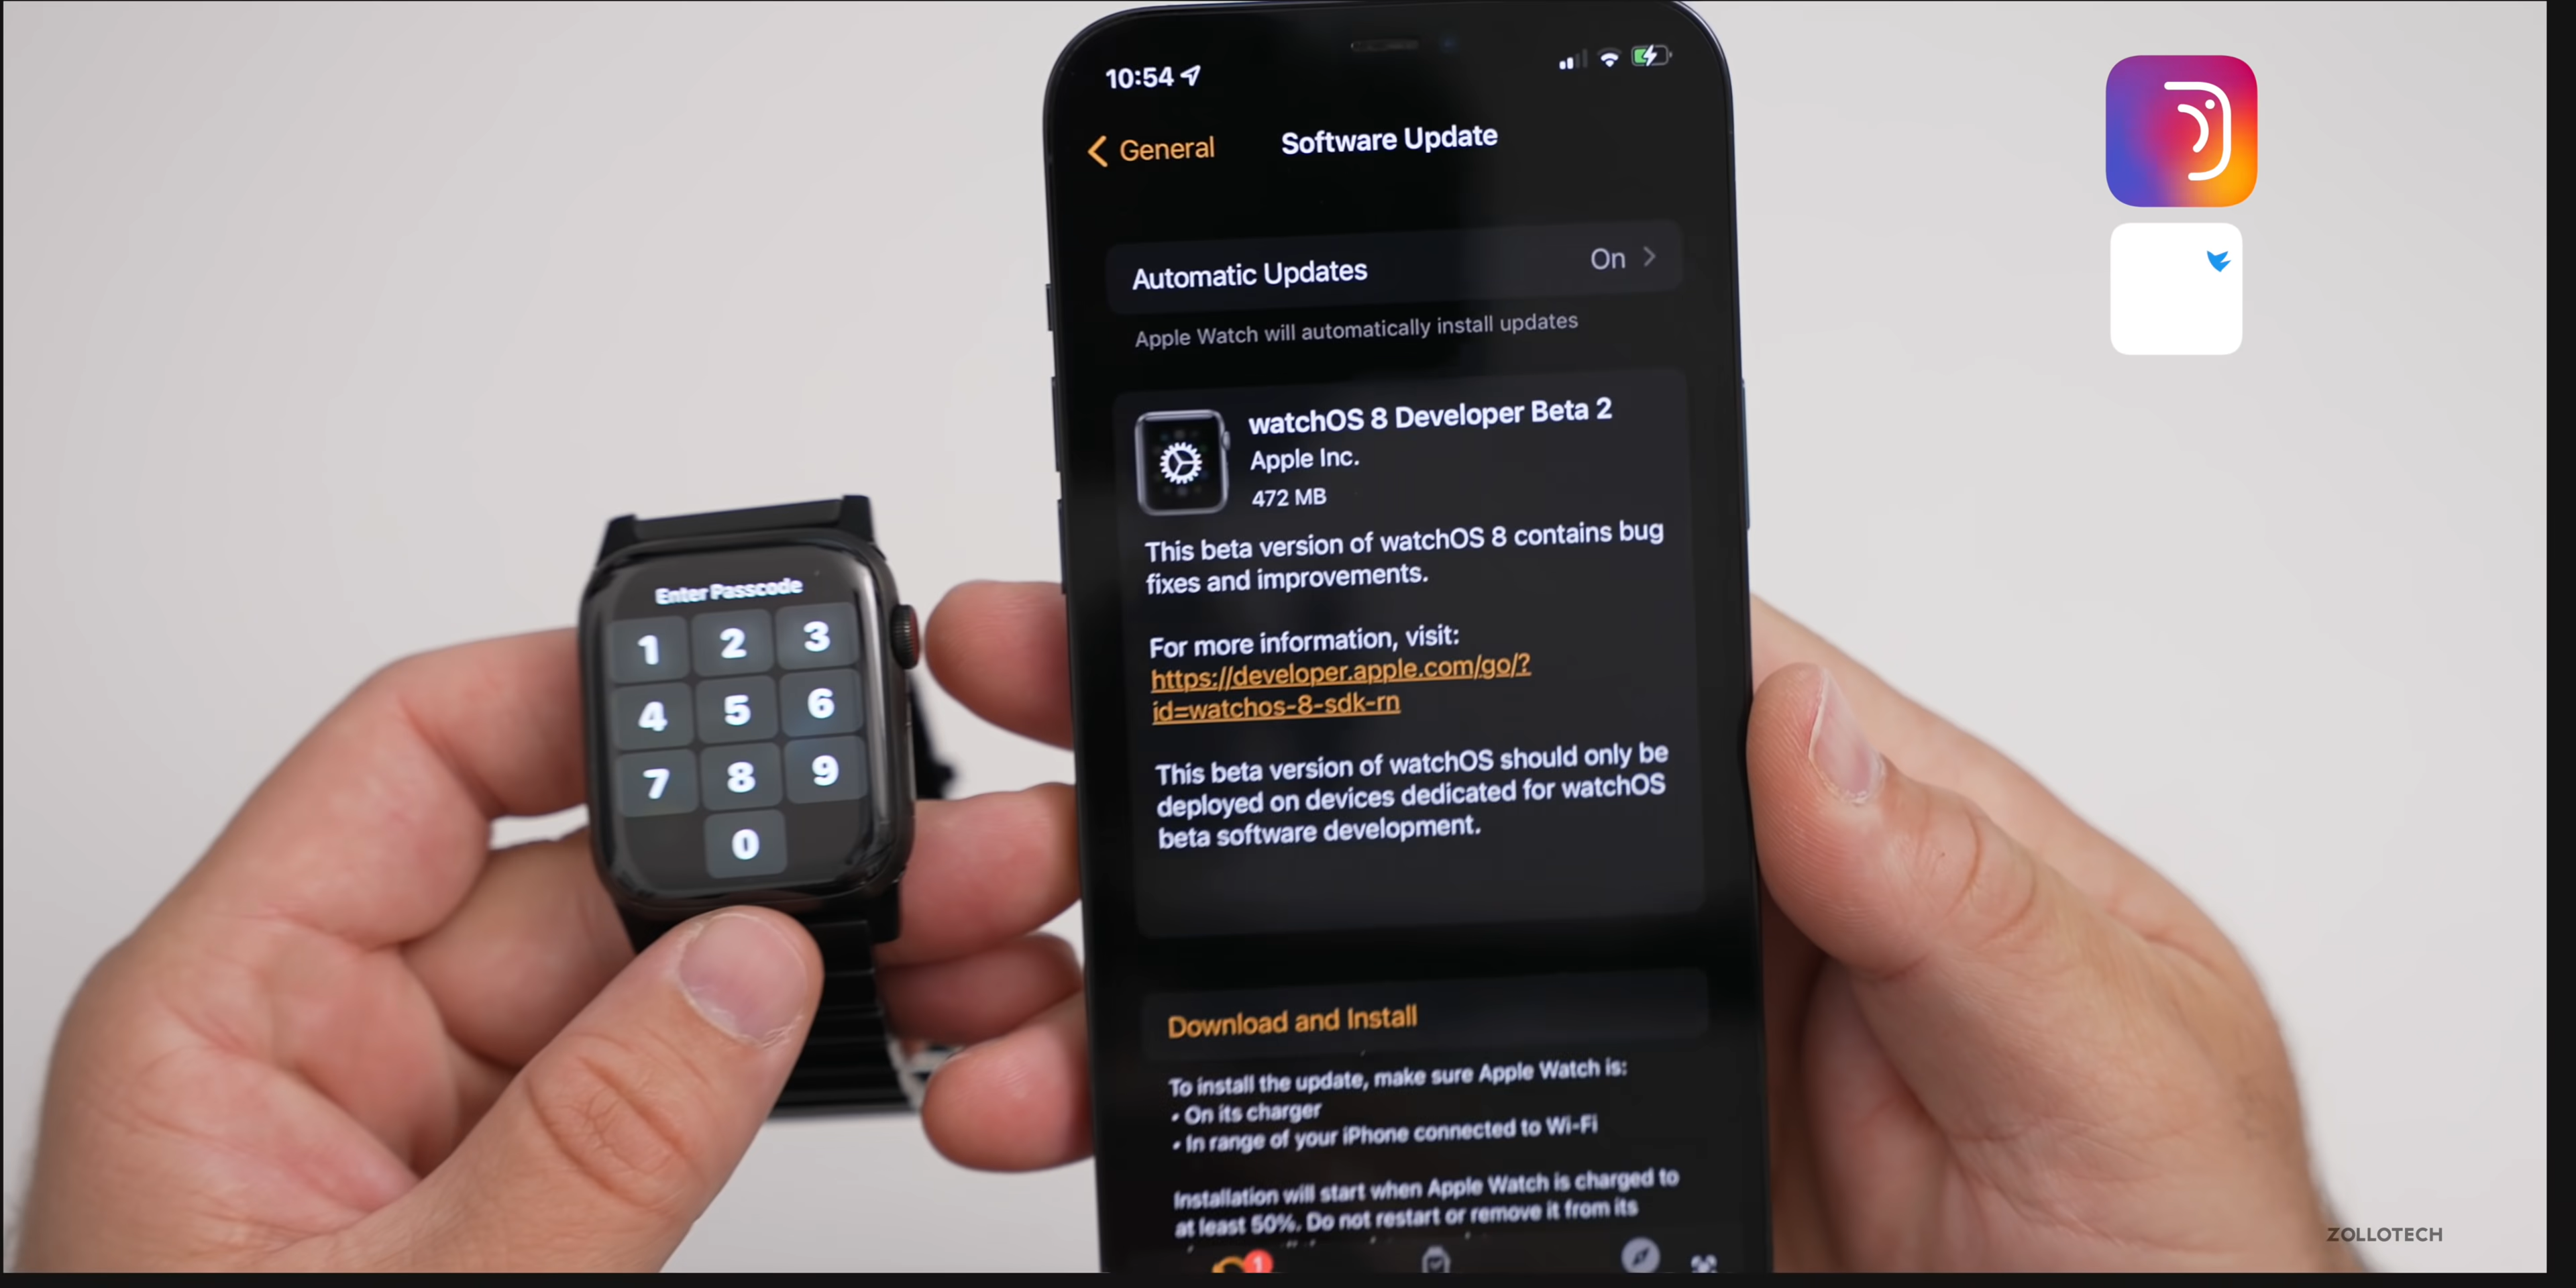 10:54
General
Software Update
Automatic Updates
On
Apple Watch will automatically install updates
watchOS 8 Developer Beta 2
Apple Inc.
472 MB
This beta version of watchOS 8 contains bug
fixes and improvements.
For more information, visit:
https://developer.apple.com/go/?
id=watchos-8-sdk-rn
This beta version of watchOS should only be
deployed on devices dedicated for watchOS
beta software development.
Download and Install
To install the update, make sure Apple Watch is:
• On its charger
• In range of your iPhone connected to Wi-Fi
Installation will start when Apple Watch is charged to
at least 50%. Do not restart or remove it from its
1
Enter Passcode
1 2 3
4 5 6
7 8 9
0
ZOLLOTECH